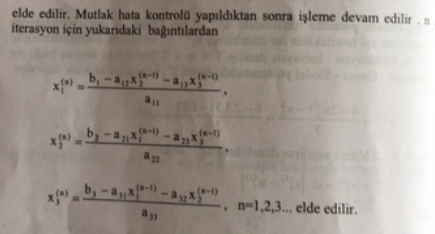 elde edilir. Mutlak hata kontrolü yapıldıktan sonra işleme devam edilir . n .
iterasyon için yukarıdaki bağıntılardan
x₁⁽ⁿ⁾ = (b₁ − a₁₂x₂⁽ⁿ⁻¹⁾ − a₁₃x₃⁽ⁿ⁻¹⁾) / a₁₁ ,
x₂⁽ⁿ⁾ = (b₂ − a₂₁x₁⁽ⁿ⁻¹⁾ − a₂₃x₃⁽ⁿ⁻¹⁾) / a₂₂ ,
x₃⁽ⁿ⁾ = (b₃ − a₃₁x₁⁽ⁿ⁻¹⁾ − a₃₂x₂⁽ⁿ⁻¹⁾) / a₃₃ , n=1,2,3... elde edilir.